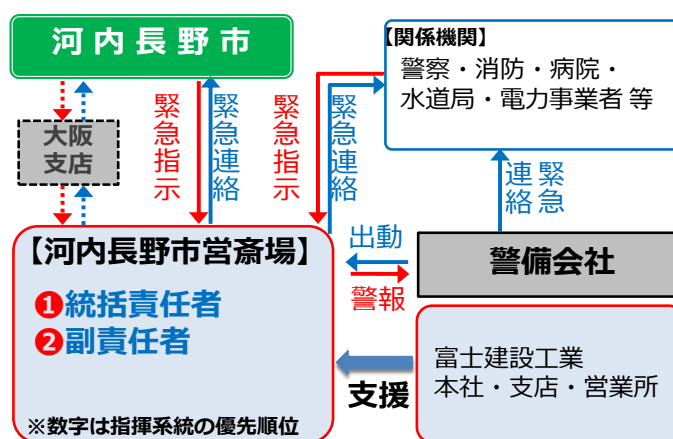 河内長野市
【関係機関】
警察・消防・病院・
水道局・電力事業者 等
大阪
支店
緊急指示
緊急連絡
緊急指示
緊急連絡
緊急
連絡
【河内長野市営斎場】
❶統括責任者
❷副責任者
※数字は指揮系統の優先順位
出動
警報
警備会社
支援
富士建設工業
本社・支店・営業所